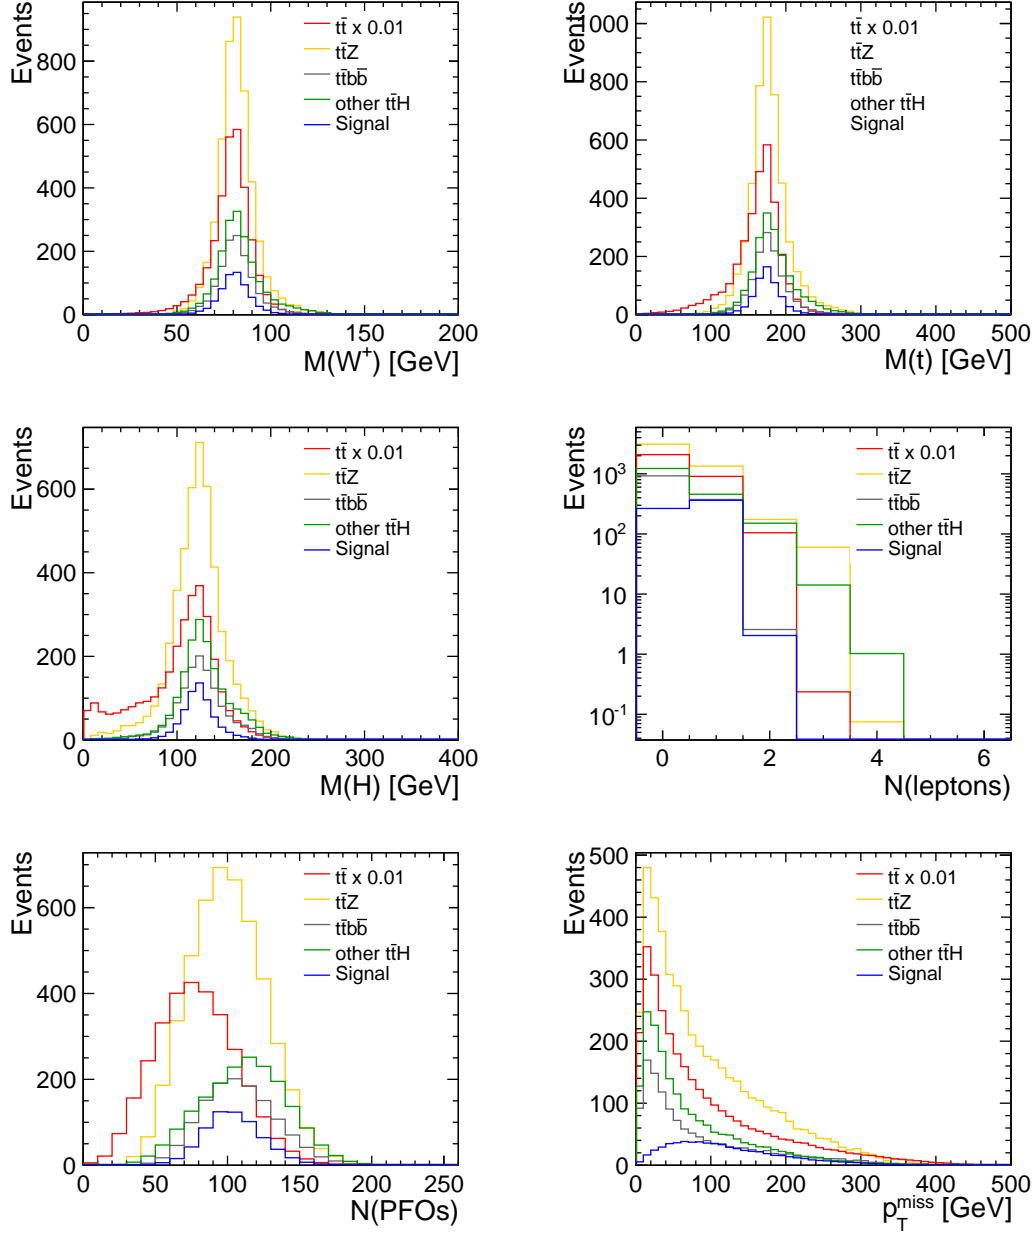 Events
800
600
400
200
0
0 50 100 150 200
M(W⁺) [GeV]
tt̄ x 0.01
tt̄Z
tt̄bb̄
other tt̄H
Signal
Events
1000
800
600
400
200
0
0 100 200 300 400 500
M(t) [GeV]
tt̄ x 0.01
tt̄Z
tt̄bb̄
other tt̄H
Signal
Events
600
400
200
0
0 100 200 300 400
M(H) [GeV]
tt̄ x 0.01
tt̄Z
tt̄bb̄
other tt̄H
Signal
Events
10³
10²
10
1
10⁻¹
0 2 4 6
N(leptons)
tt̄ x 0.01
tt̄Z
tt̄bb̄
other tt̄H
Signal
Events
600
400
200
0
0 50 100 150 200 250
N(PFOs)
tt̄ x 0.01
tt̄Z
tt̄bb̄
other tt̄H
Signal
Events
500
400
300
200
100
0
0 100 200 300 400 500
p_T^miss [GeV]
tt̄ x 0.01
tt̄Z
tt̄bb̄
other tt̄H
Signal